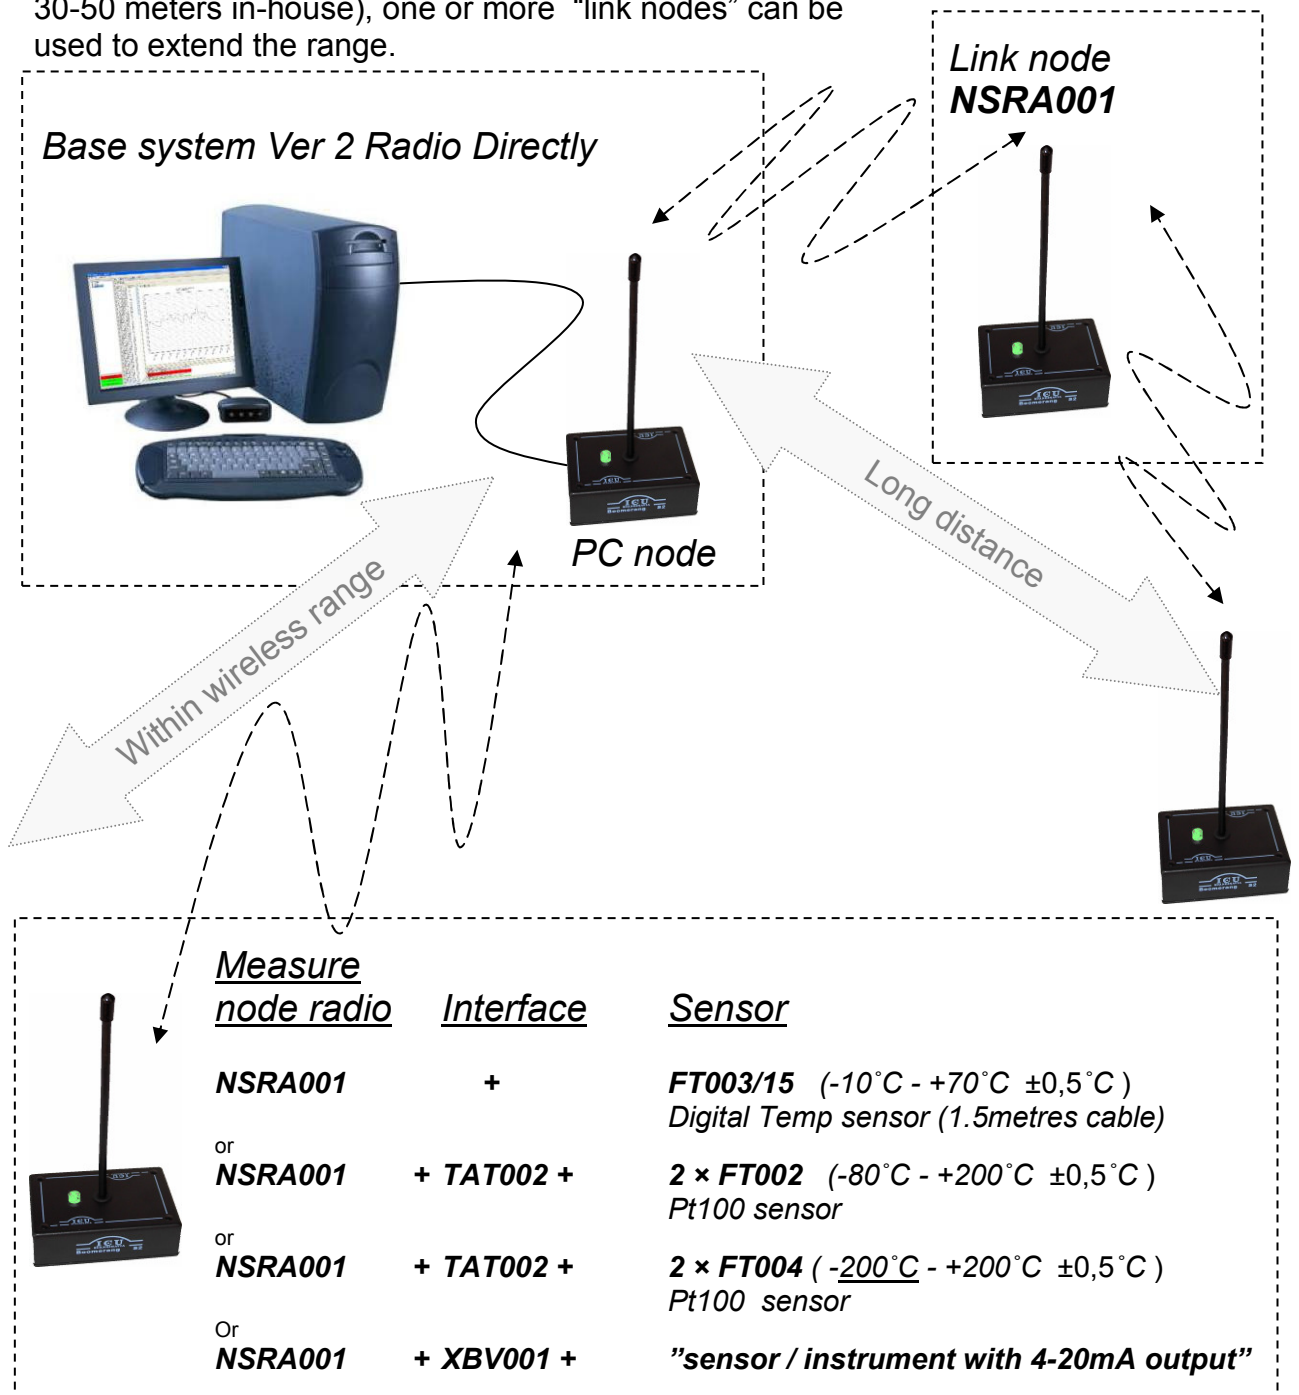 30-50 meters in-house), one or more “link nodes” can be
used to extend the range.
Link node
NSRA001
Base system Ver 2 Radio Directly
PC node
Long distance
Within wireless range
Measure
node radio Interface Sensor
NSRA001 + FT003/15 (-10˚C - +70˚C ±0,5˚C )
Digital Temp sensor (1.5metres cable)
or
NSRA001 + TAT002 + 2 × FT002 (-80˚C - +200˚C ±0,5˚C )
Pt100 sensor
or
NSRA001 + TAT002 + 2 × FT004 ( -200˚C - +200˚C ±0,5˚C )
Pt100 sensor
Or
NSRA001 + XBV001 + ”sensor / instrument with 4-20mA output”